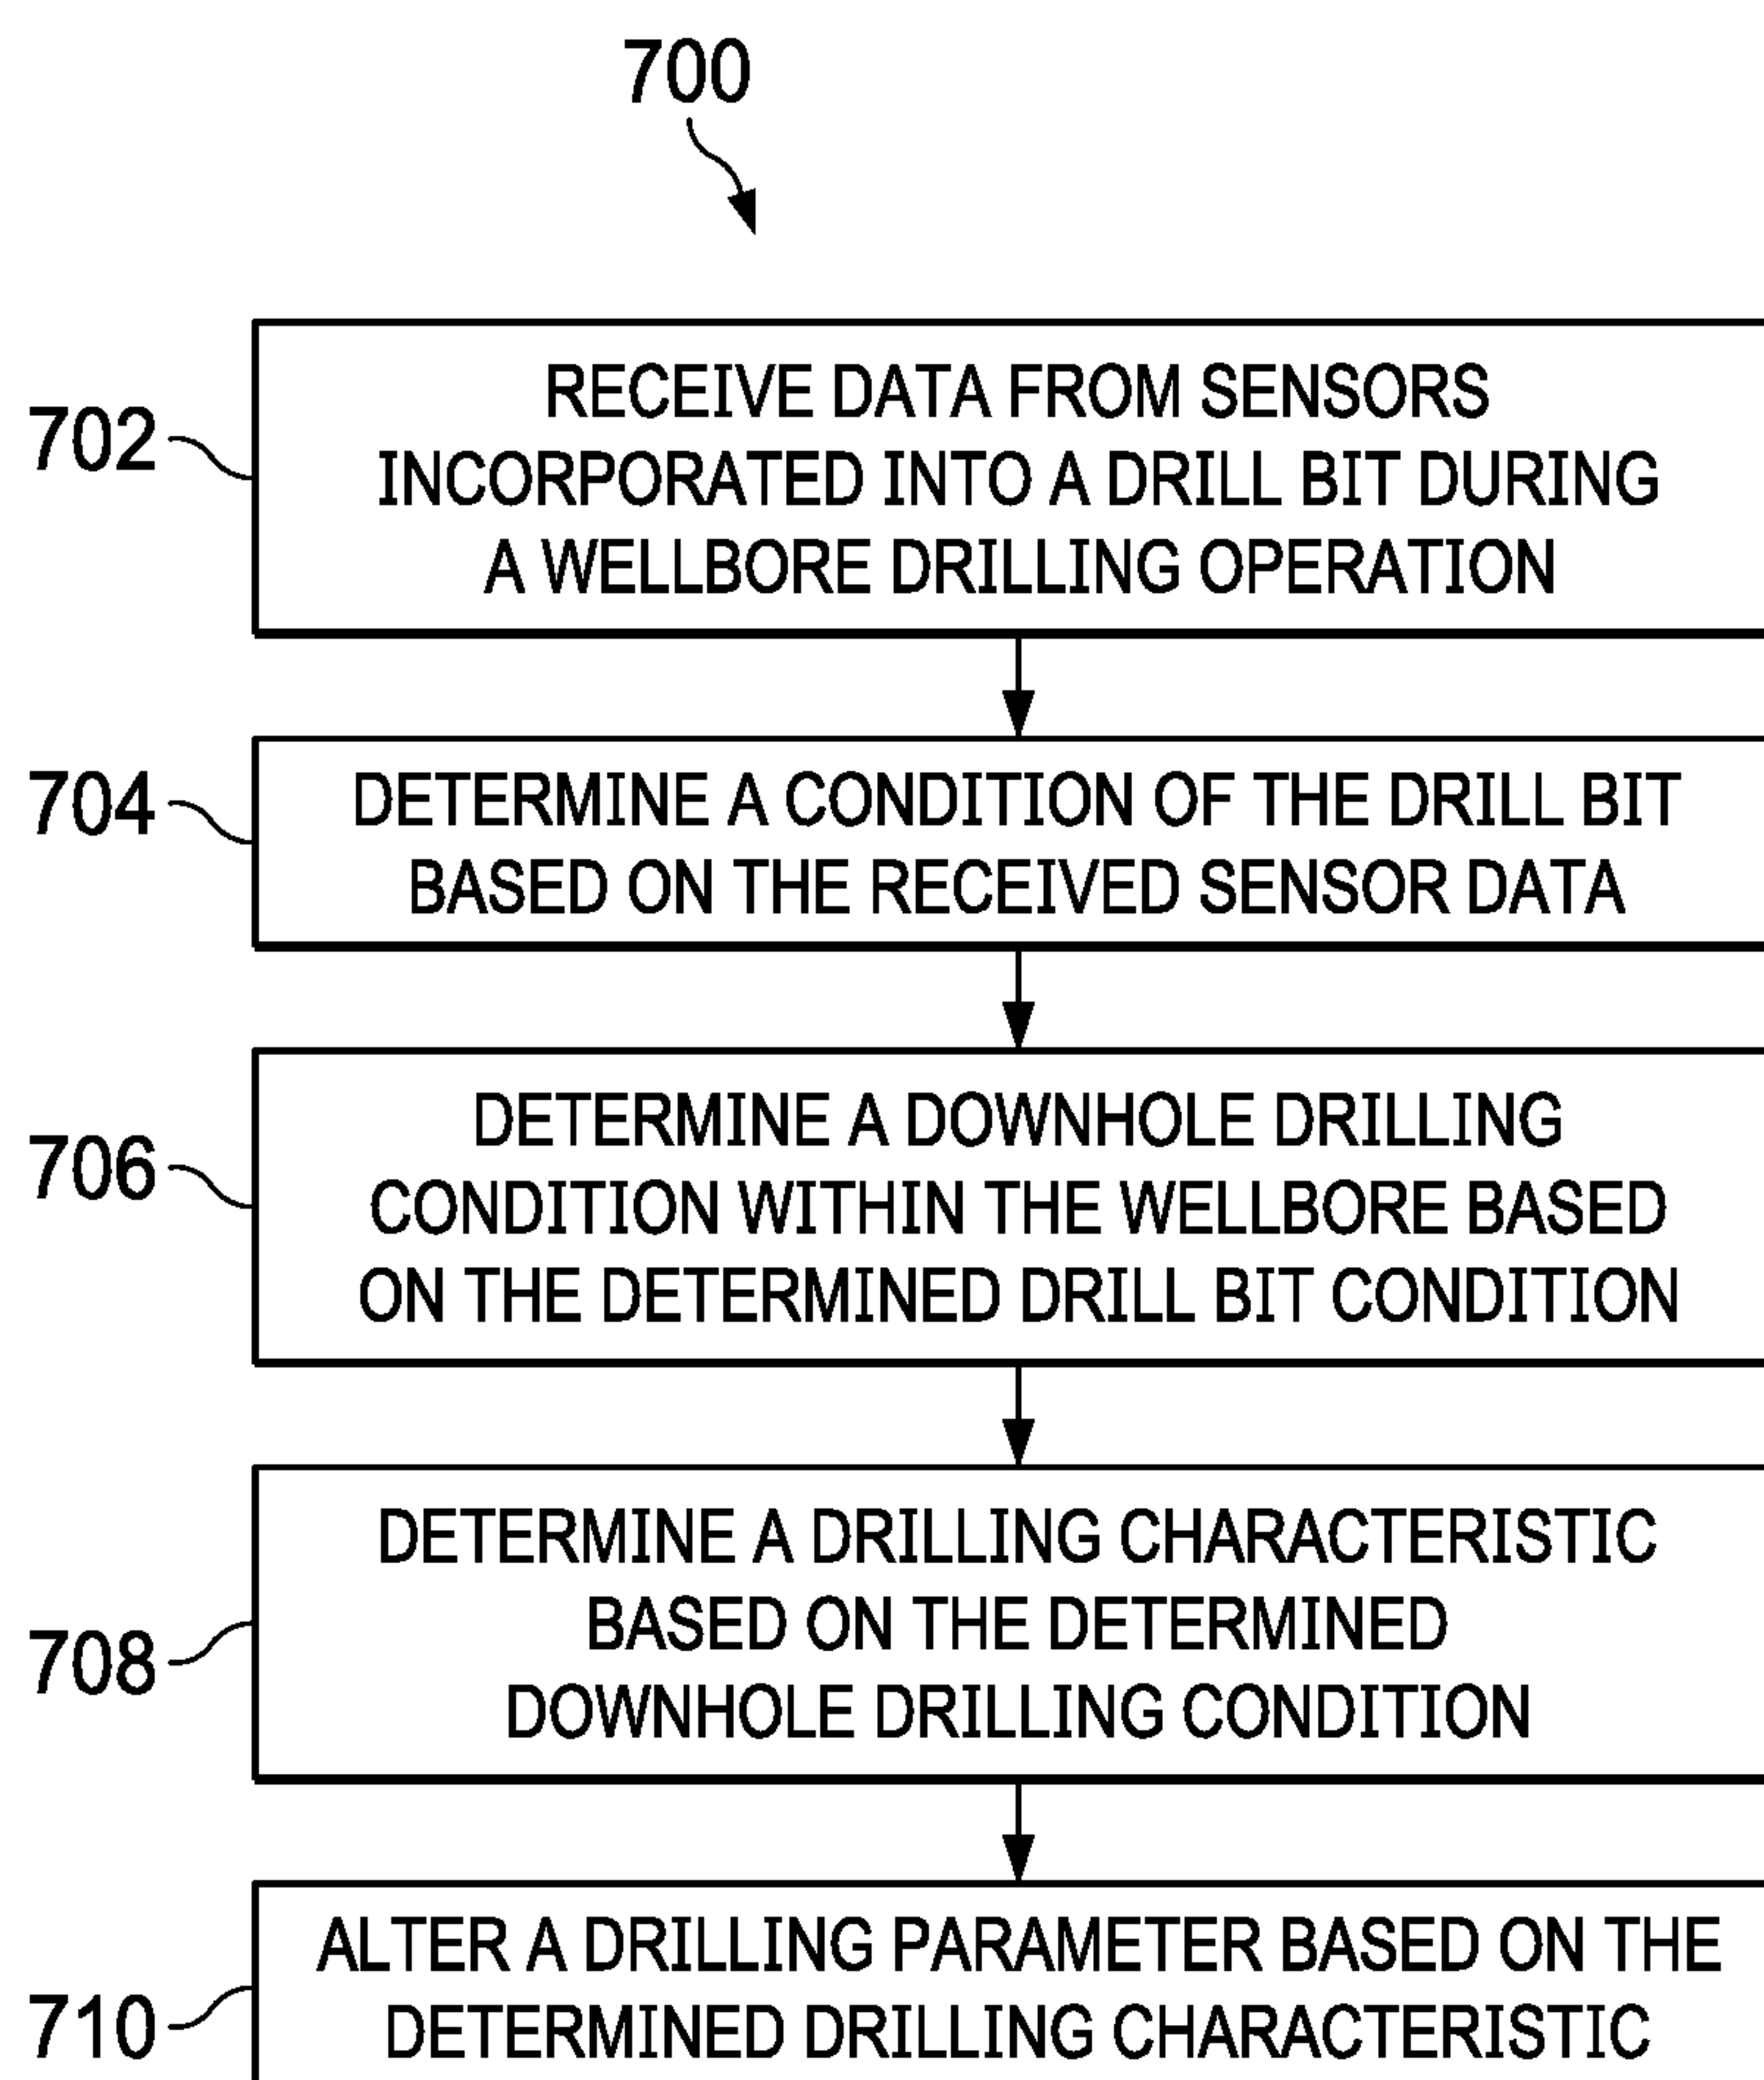 700
702
RECEIVE DATA FROM SENSORS
INCORPORATED INTO A DRILL BIT DURING
A WELLBORE DRILLING OPERATION
704
DETERMINE A CONDITION OF THE DRILL BIT
BASED ON THE RECEIVED SENSOR DATA
706
DETERMINE A DOWNHOLE DRILLING
CONDITION WITHIN THE WELLBORE BASED
ON THE DETERMINED DRILL BIT CONDITION
708
DETERMINE A DRILLING CHARACTERISTIC
BASED ON THE DETERMINED
DOWNHOLE DRILLING CONDITION
710
ALTER A DRILLING PARAMETER BASED ON THE
DETERMINED DRILLING CHARACTERISTIC